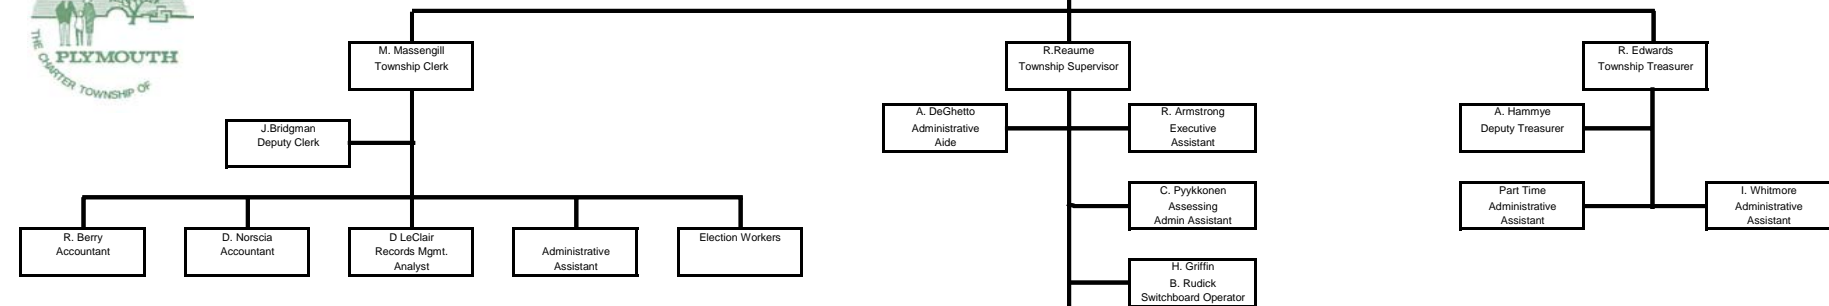 PLYMOUTH
THE CHARTER TOWNSHIP OF
M. Massengill
Township Clerk
R.Reaume
Township Supervisor
R. Edwards
Township Treasurer
J.Bridgman
Deputy Clerk
A. DeGhetto
Administrative
Aide
R. Armstrong
Executive
Assistant
A. Hammye
Deputy Treasurer
C. Pyykkonen
Assessing
Admin Assistant
Part Time
Administrative
Assistant
I. Whitmore
Administrative
Assistant
R. Berry
Accountant
D. Norscia
Accountant
D LeClair
Records Mgmt.
Analyst
Administrative
Assistant
Election Workers
H. Griffin
B. Rudick
Switchboard Operator